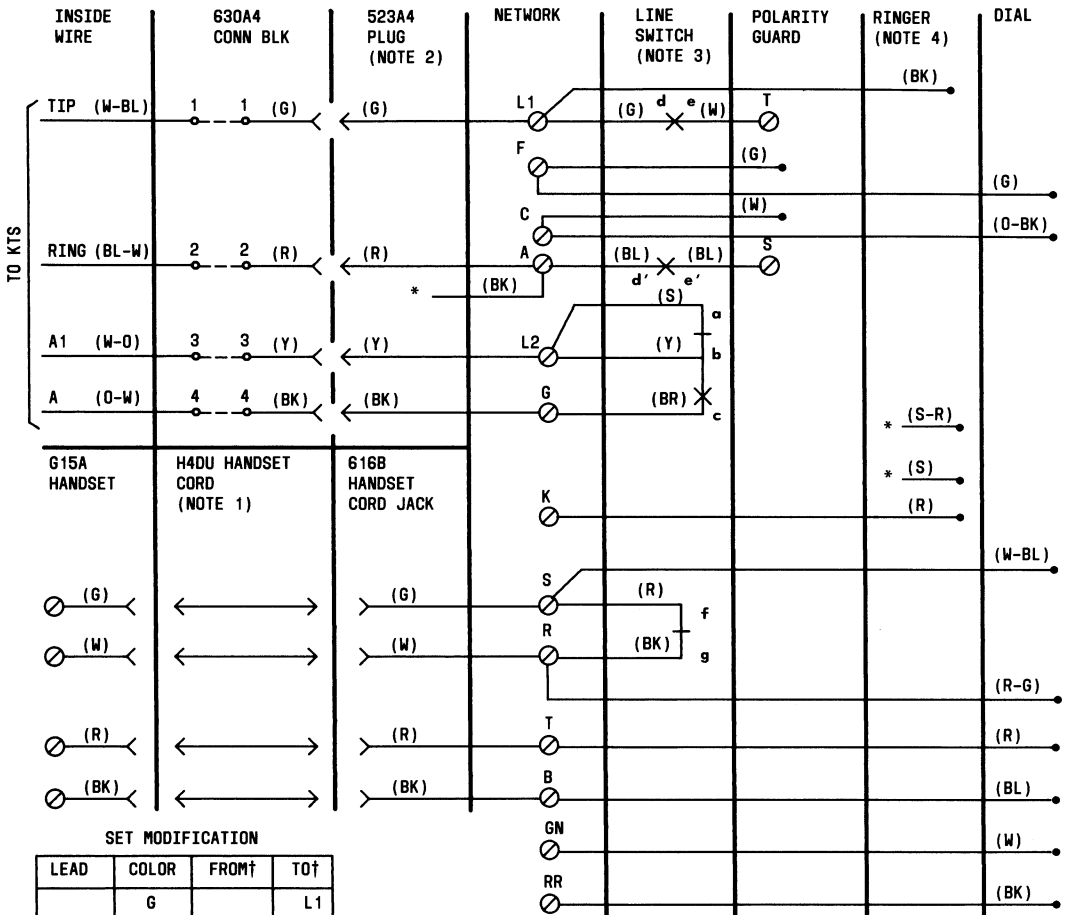 INSIDE WIRE
630A4 CONN BLK
523A4 PLUG (NOTE 2)
NETWORK
LINE SWITCH (NOTE 3)
POLARITY GUARD
RINGER (NOTE 4)
DIAL
(BK)
TO KTS
TIP (W-BL) 1 1 (G) (G) L1 (G) d e (W) T
F (G)
(G)
C (W)
(O-BK)
RING (BL-W) 2 2 (R) (R) A (BL) (BL) S
d' e'
* (BK)
(S) a
A1 (W-O) 3 3 (Y) (Y) L2 (Y) b
A (O-W) 4 4 (BK) (BK) G (BR) c
* (S-R)
G15A HANDSET
H4DU HANDSET CORD (NOTE 1)
616B HANDSET CORD JACK
* (S)
K (R)
(W-BL)
(G) (G) S (R) f
(W) (W) R (BK) g
(R-G)
(R) (R) T (R)
(BK) (BK) B (BL)
GN (W)
RR (BK)
SET MODIFICATION
LEAD COLOR FROM† TO†
G L1